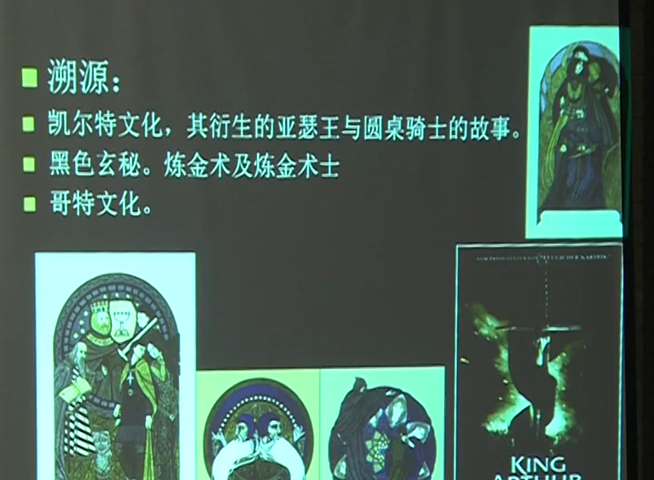 溯源：
凯尔特文化，其衍生的亚瑟王与圆桌骑士的故事。
黑色玄秘。炼金术及炼金术士
哥特文化。
KING
ARTHUR